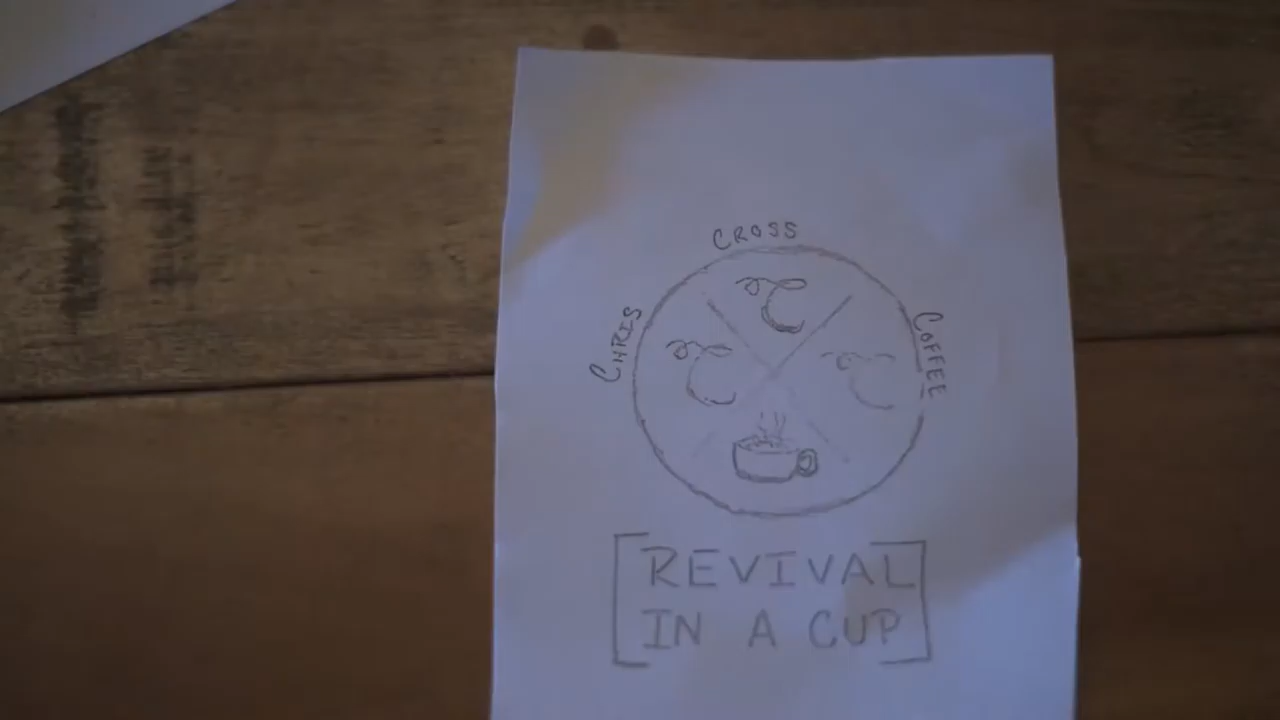 CROSS
CHRIS
COFFEE
C
C
C
[REVIVAL
IN A CUP]